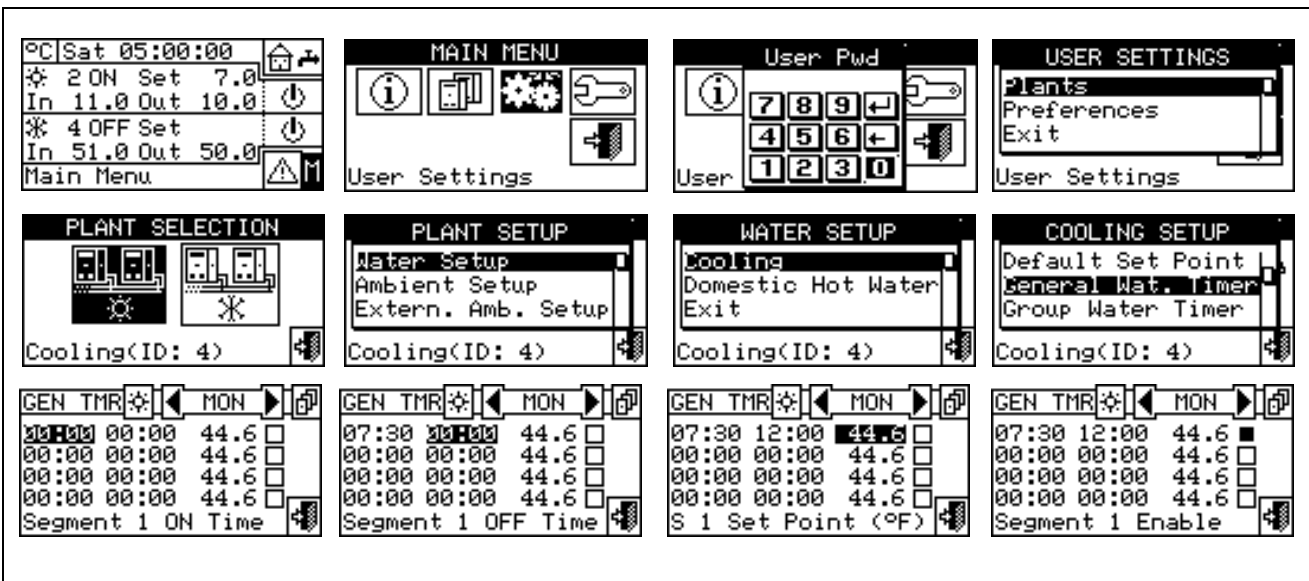 °C Sat 05:00:00
2 ON Set 7.0
In 11.0 Out 10.0
4 OFF Set
In 51.0 Out 50.0
Main Menu M
MAIN MENU
User Settings
User Pwd
7 8 9
4 5 6
1 2 3 0
User
USER SETTINGS
Plants
Preferences
Exit
User Settings
PLANT SELECTION
Cooling(ID: 4)
PLANT SETUP
Water Setup
Ambient Setup
Extern. Amb. Setup
Cooling(ID: 4)
WATER SETUP
Cooling
Domestic Hot Water
Exit
Cooling(ID: 4)
COOLING SETUP
Default Set Point
General Wat. Timer
Group Water Timer
Cooling(ID: 4)
GEN TMR MON
00:00 00:00 44.6
00:00 00:00 44.6
00:00 00:00 44.6
00:00 00:00 44.6
Segment 1 ON Time
GEN TMR MON
07:30 00:00 44.6
00:00 00:00 44.6
00:00 00:00 44.6
00:00 00:00 44.6
Segment 1 OFF Time
GEN TMR MON
07:30 12:00 44.6
00:00 00:00 44.6
00:00 00:00 44.6
00:00 00:00 44.6
S 1 Set Point (°F)
GEN TMR MON
07:30 12:00 44.6
00:00 00:00 44.6
00:00 00:00 44.6
00:00 00:00 44.6
Segment 1 Enable